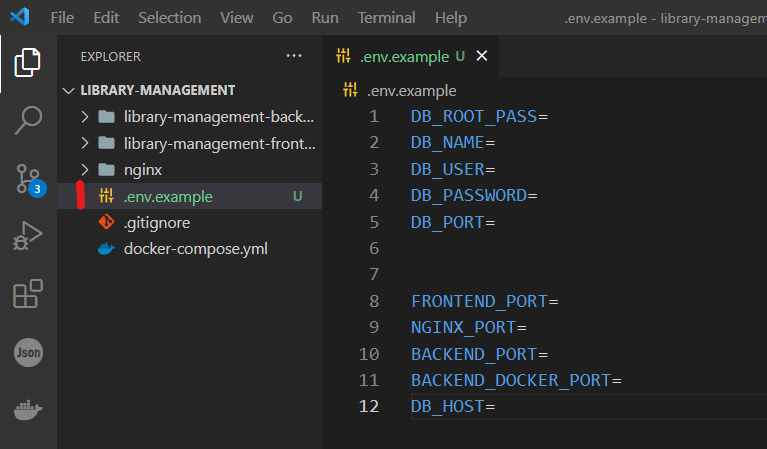 File Edit Selection View Go Run Terminal Help .env.example - library-managem
EXPLORER ...
LIBRARY-MANAGEMENT
library-management-back...
library-management-front...
nginx
.env.example U
.gitignore
docker-compose.yml
3
Json
.env.example U
.env.example
1 DB_ROOT_PASS=
2 DB_NAME=
3 DB_USER=
4 DB_PASSWORD=
5 DB_PORT=
6
7
8 FRONTEND_PORT=
9 NGINX_PORT=
10 BACKEND_PORT=
11 BACKEND_DOCKER_PORT=
12 DB_HOST=